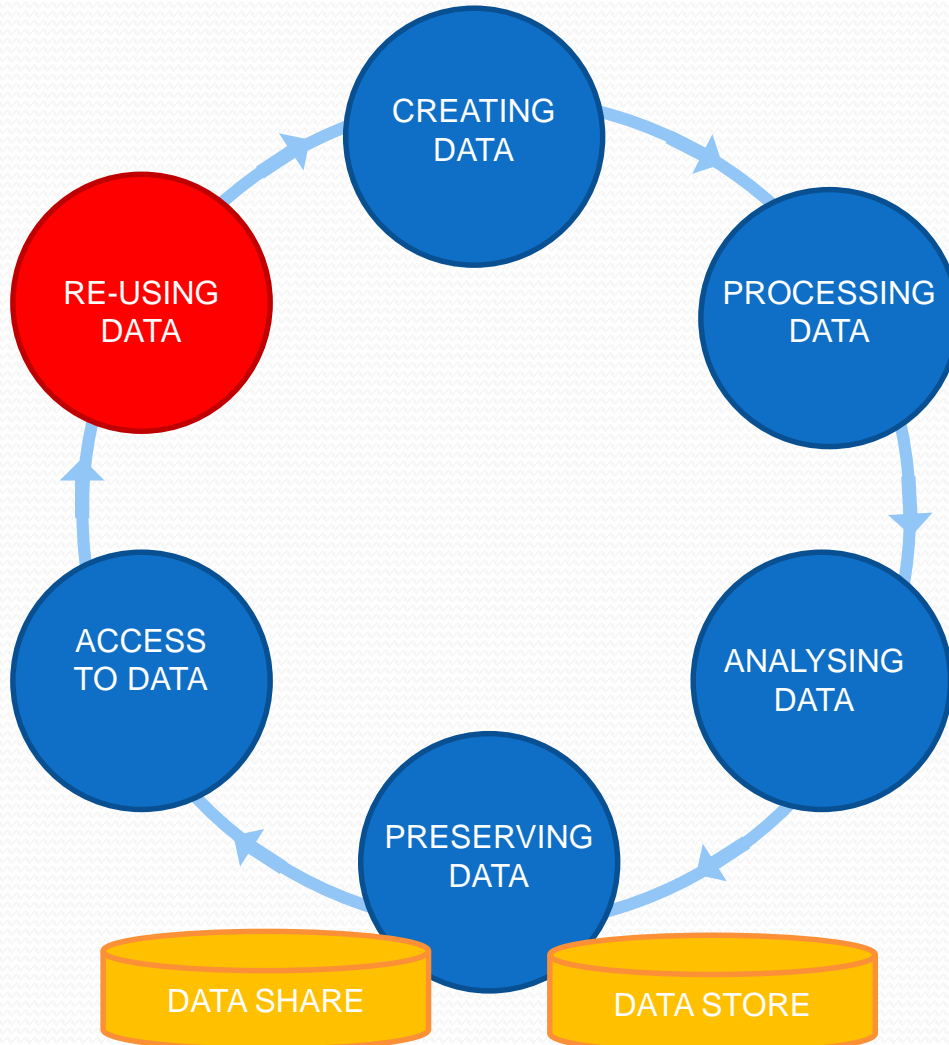 CREATING
DATA
PROCESSING
DATA
ANALYSING
DATA
PRESERVING
DATA
ACCESS
TO DATA
RE-USING
DATA
DATA SHARE
DATA STORE